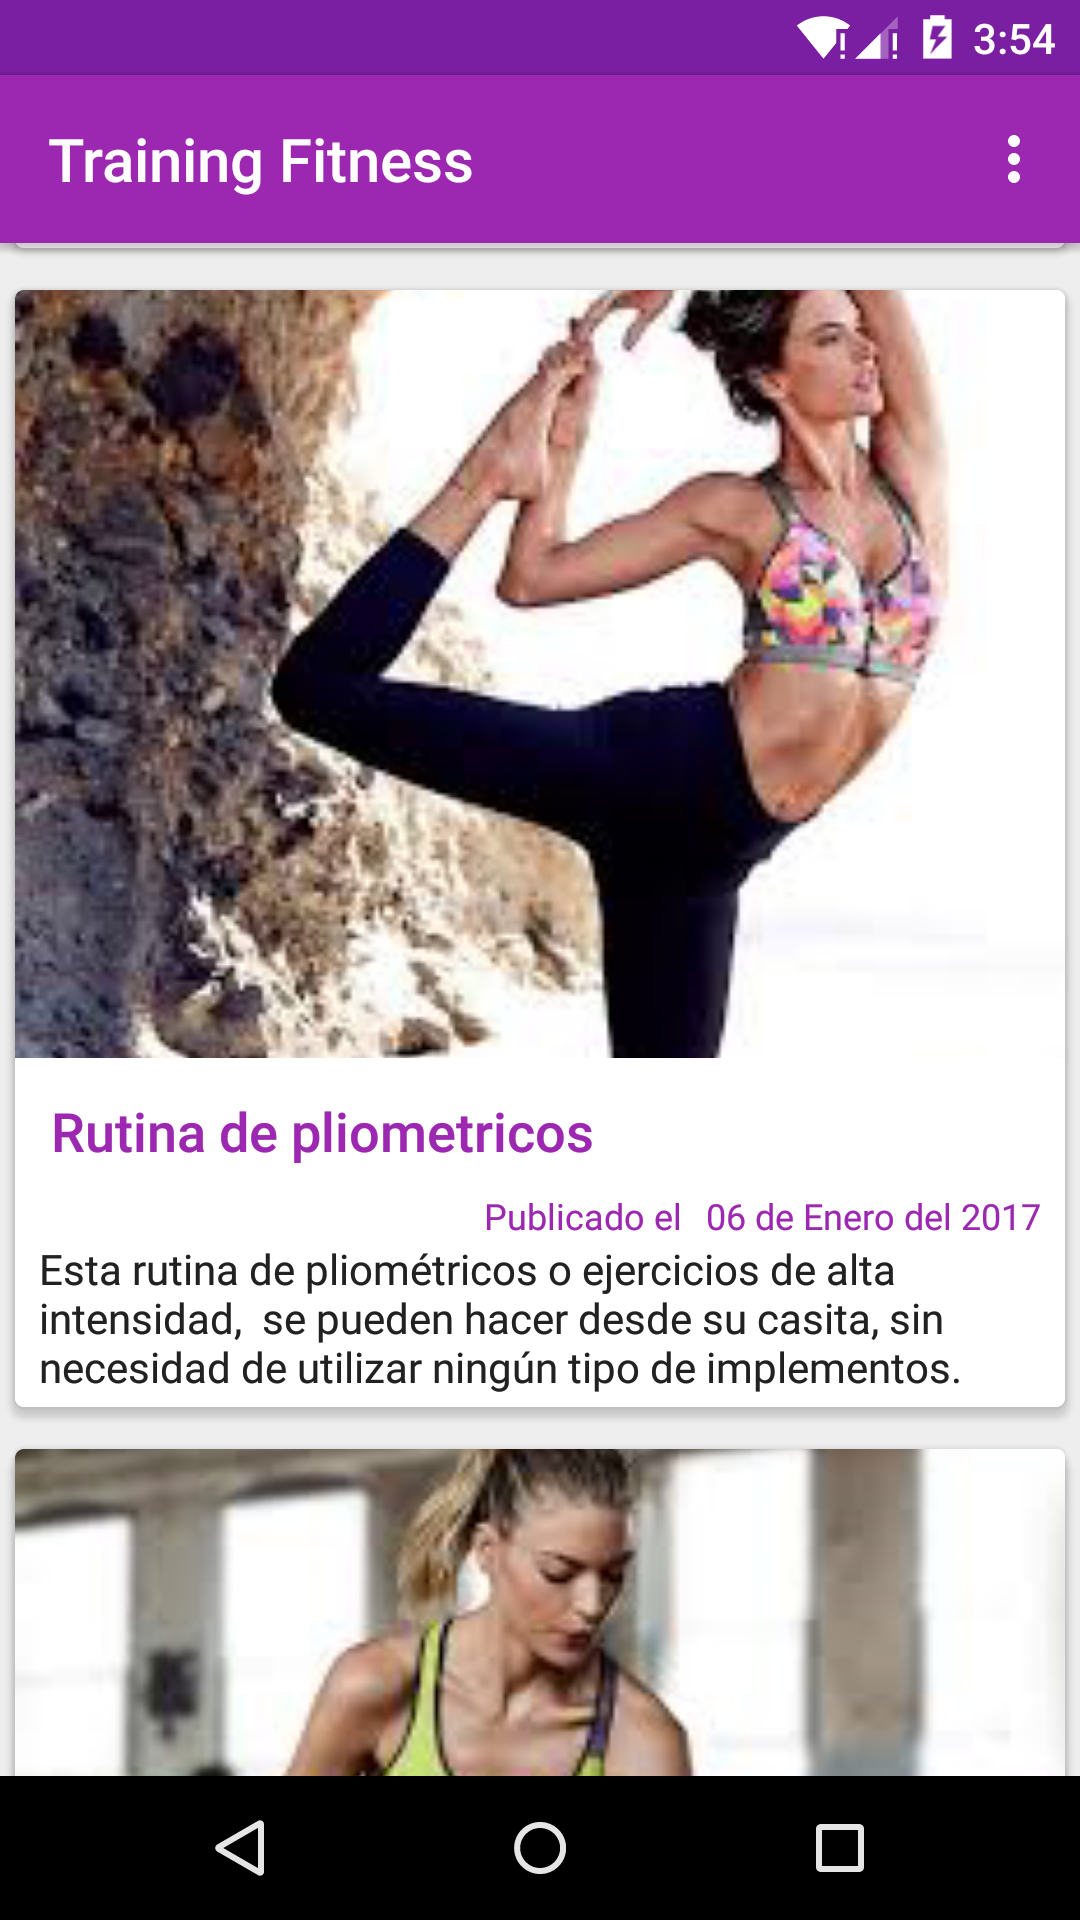 3:54
Training Fitness
Rutina de pliometricos
Publicado el 06 de Enero del 2017
Esta rutina de pliométricos o ejercicios de alta
intensidad, se pueden hacer desde su casita, sin
necesidad de utilizar ningún tipo de implementos.